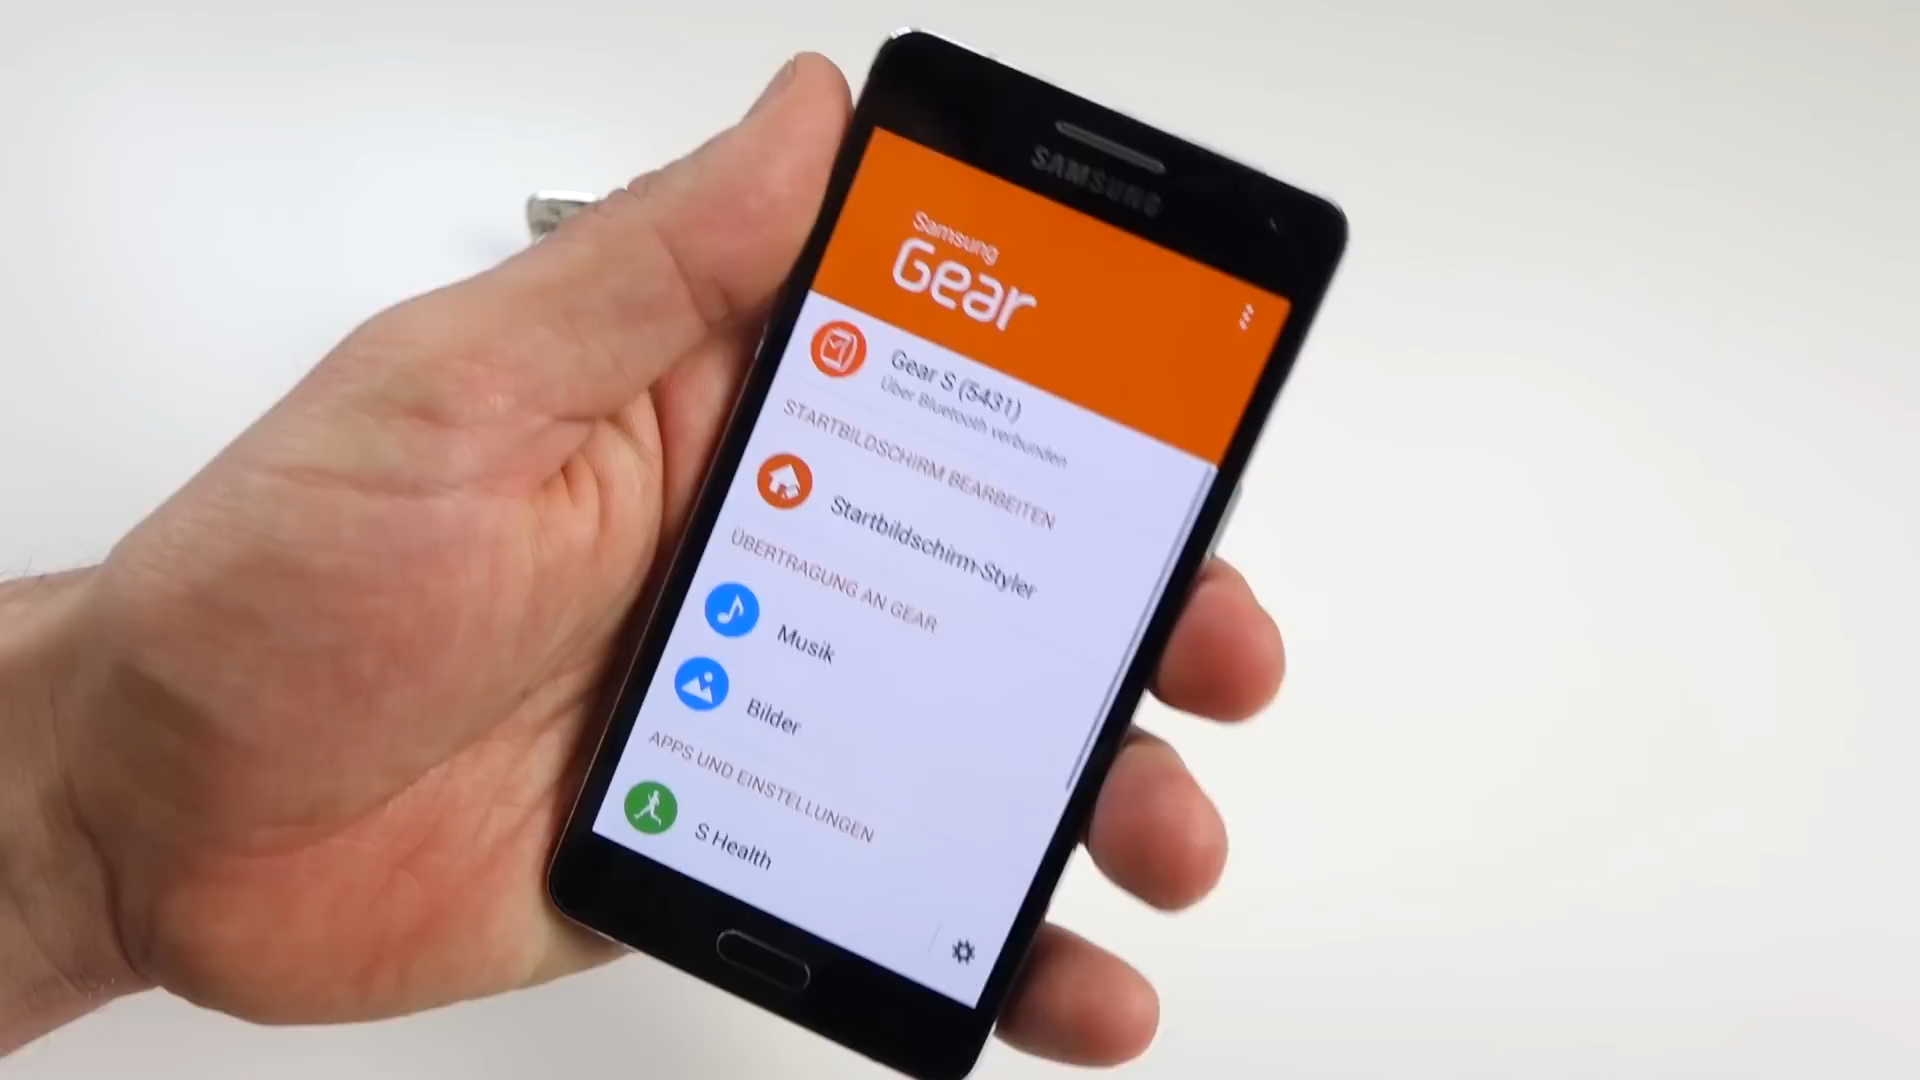 SAMSUNG
Samsung
Gear
Gear S (5431)
Über Bluetooth verbunden
STARTBILDSCHIRM BEARBEITEN
Startbildschirm-Styler
ÜBERTRAGUNG AN GEAR
Musik
Bilder
APPS UND EINSTELLUNGEN
S Health